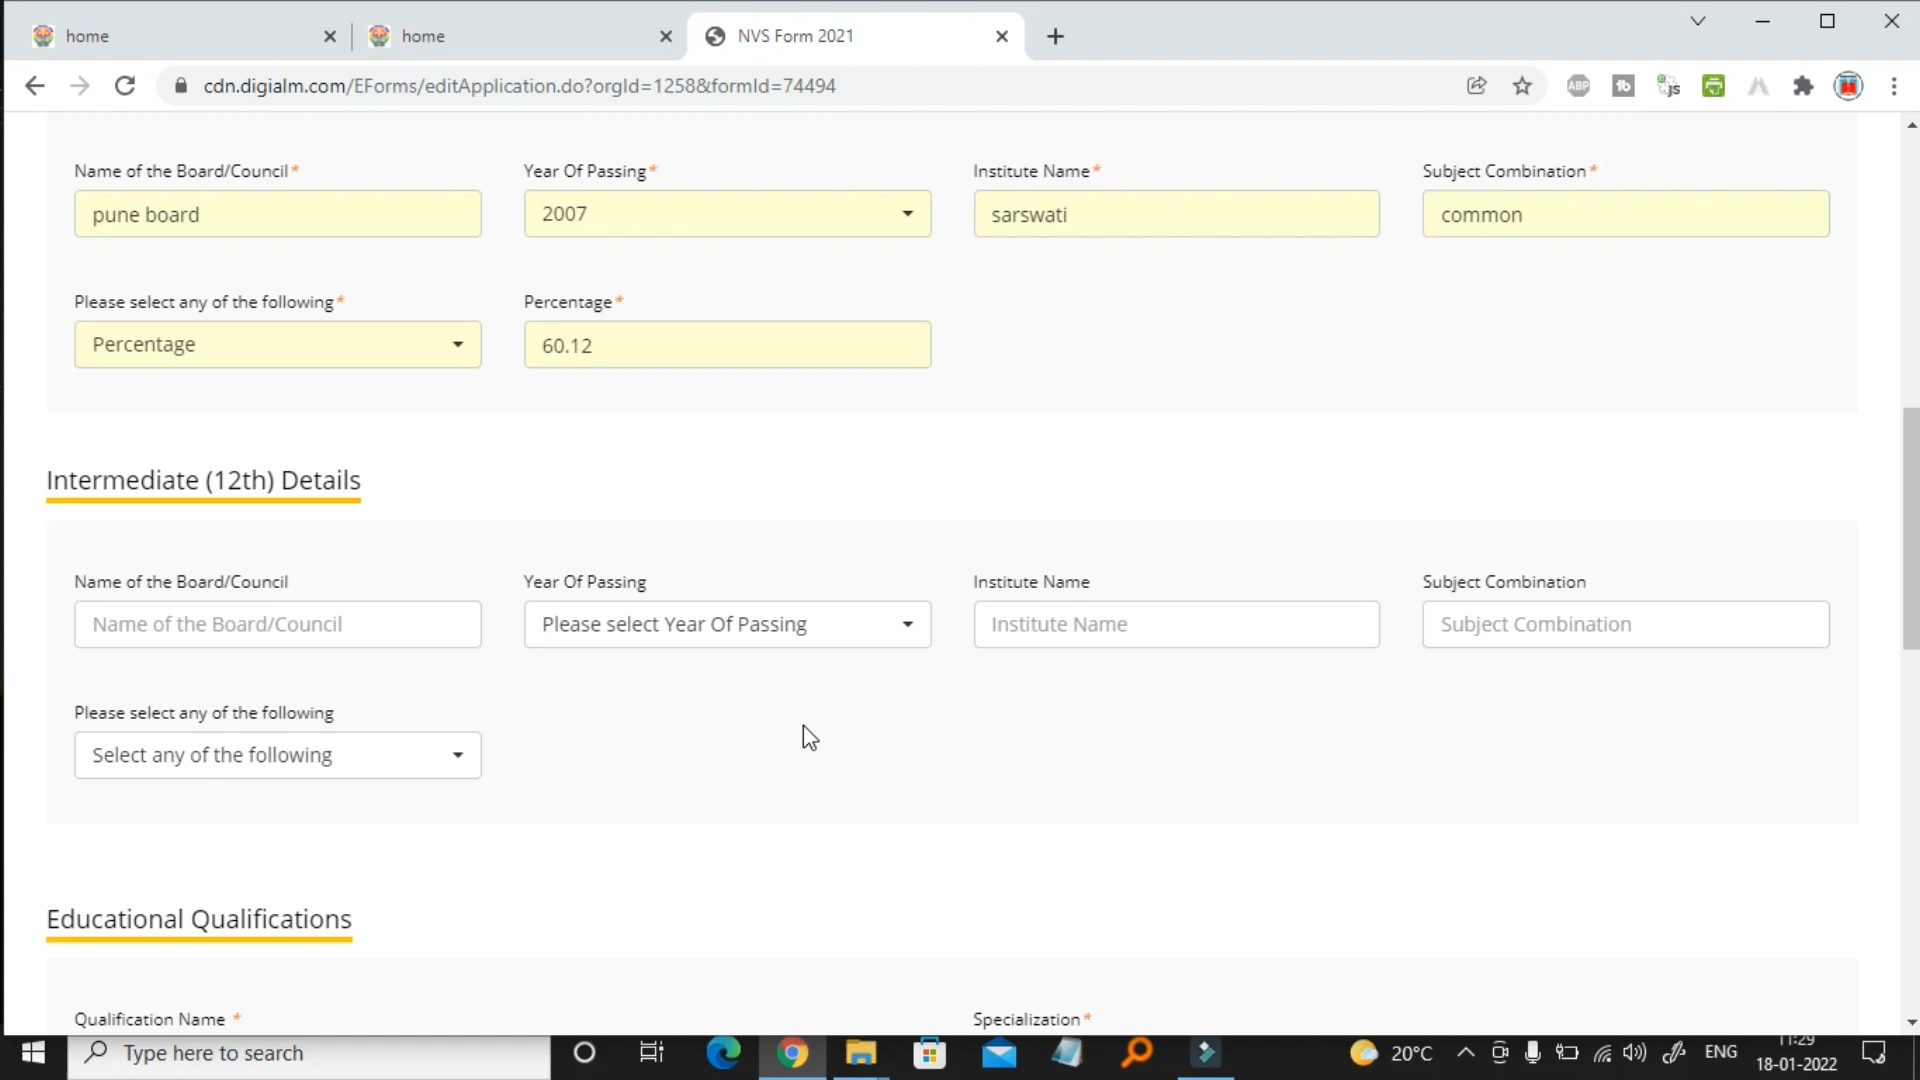 home
home
NVS Form 2021
cdn.digialm.com/EForms/editApplication.do?orgId=1258&formId=74494
ABP
js
Name of the Board/Council*
Year Of Passing*
Institute Name*
Subject Combination*
pune board
2007
sarswati
common
Please select any of the following*
Percentage*
Percentage
60.12
Intermediate (12th) Details
Name of the Board/Council
Year Of Passing
Institute Name
Subject Combination
Name of the Board/Council
Please select Year Of Passing
Institute Name
Subject Combination
Please select any of the following
Select any of the following
Educational Qualifications
Qualification Name *
Specialization*
Type here to search
20°C
ENG
11:29
18-01-2022